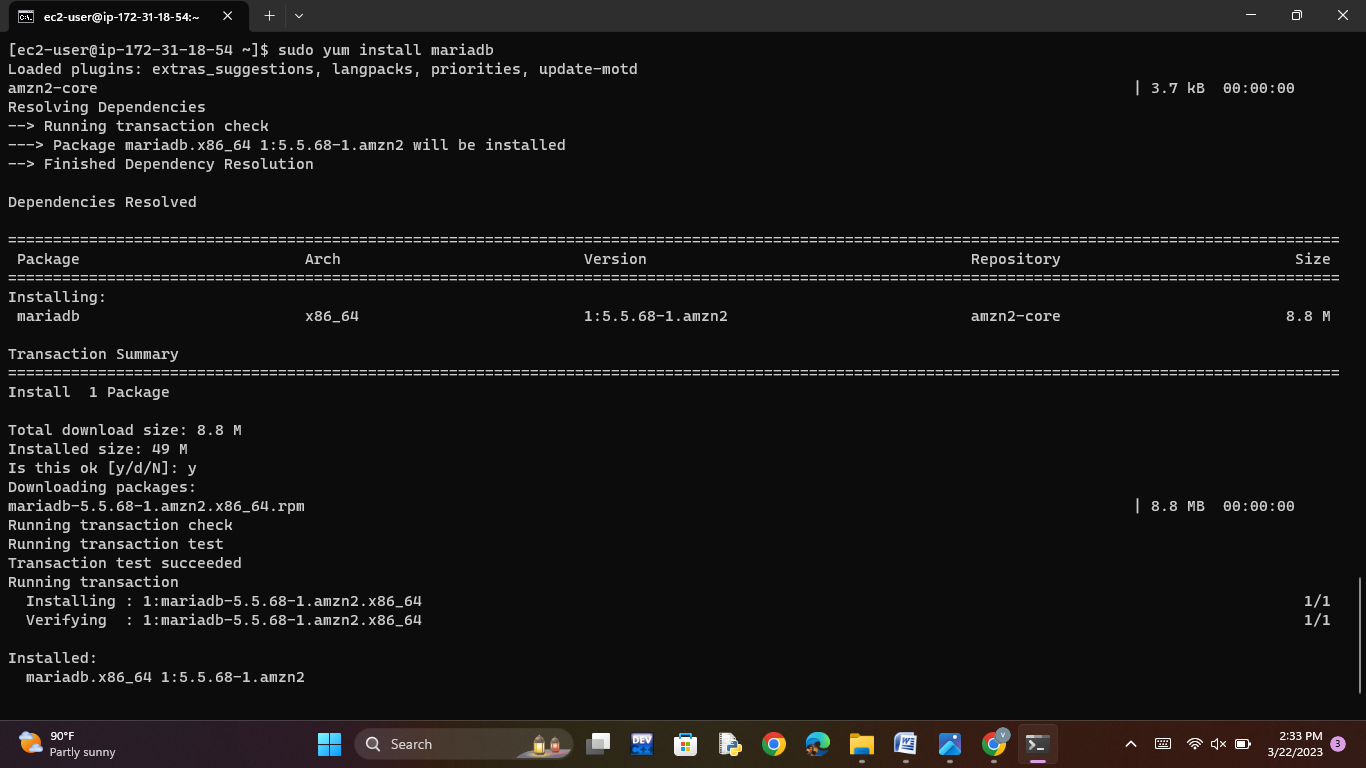 ec2-user@ip-172-31-18-54:~
[ec2-user@ip-172-31-18-54 ~]$ sudo yum install mariadb
Loaded plugins: extras_suggestions, langpacks, priorities, update-motd
amzn2-core | 3.7 kB 00:00:00
Resolving Dependencies
--> Running transaction check
---> Package mariadb.x86_64 1:5.5.68-1.amzn2 will be installed
--> Finished Dependency Resolution
Dependencies Resolved
================================================================================
Package Arch Version Repository Size
================================================================================
Installing:
mariadb x86_64 1:5.5.68-1.amzn2 amzn2-core 8.8 M
Transaction Summary
================================================================================
Install 1 Package
Total download size: 8.8 M
Installed size: 49 M
Is this ok [y/d/N]: y
Downloading packages:
mariadb-5.5.68-1.amzn2.x86_64.rpm | 8.8 MB 00:00:00
Running transaction check
Running transaction test
Transaction test succeeded
Running transaction
Installing : 1:mariadb-5.5.68-1.amzn2.x86_64 1/1
Verifying : 1:mariadb-5.5.68-1.amzn2.x86_64 1/1
Installed:
mariadb.x86_64 1:5.5.68-1.amzn2
90°F
Partly sunny
Search
DEV
2:33 PM
3/22/2023
3